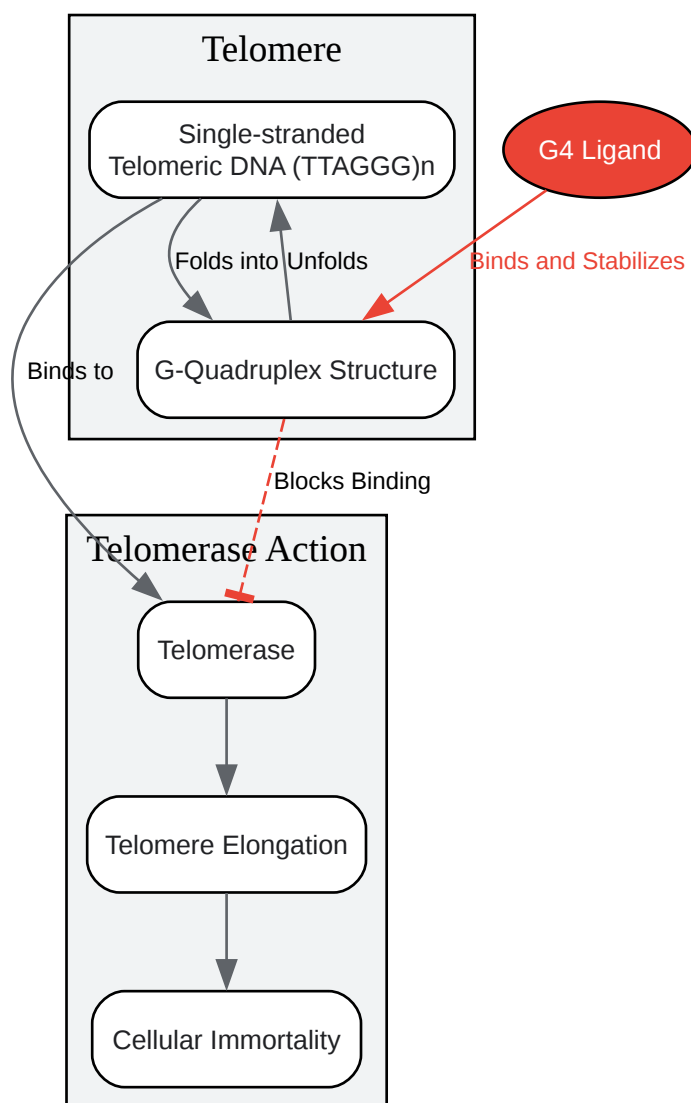 Telomere
Single-stranded
Telomeric DNA (TTAGGG)n
G4 Ligand
Folds into
Unfolds
Binds and Stabilizes
G-Quadruplex Structure
Binds to
Blocks Binding
Telomerase Action
Telomerase
Telomere Elongation
Cellular Immortality